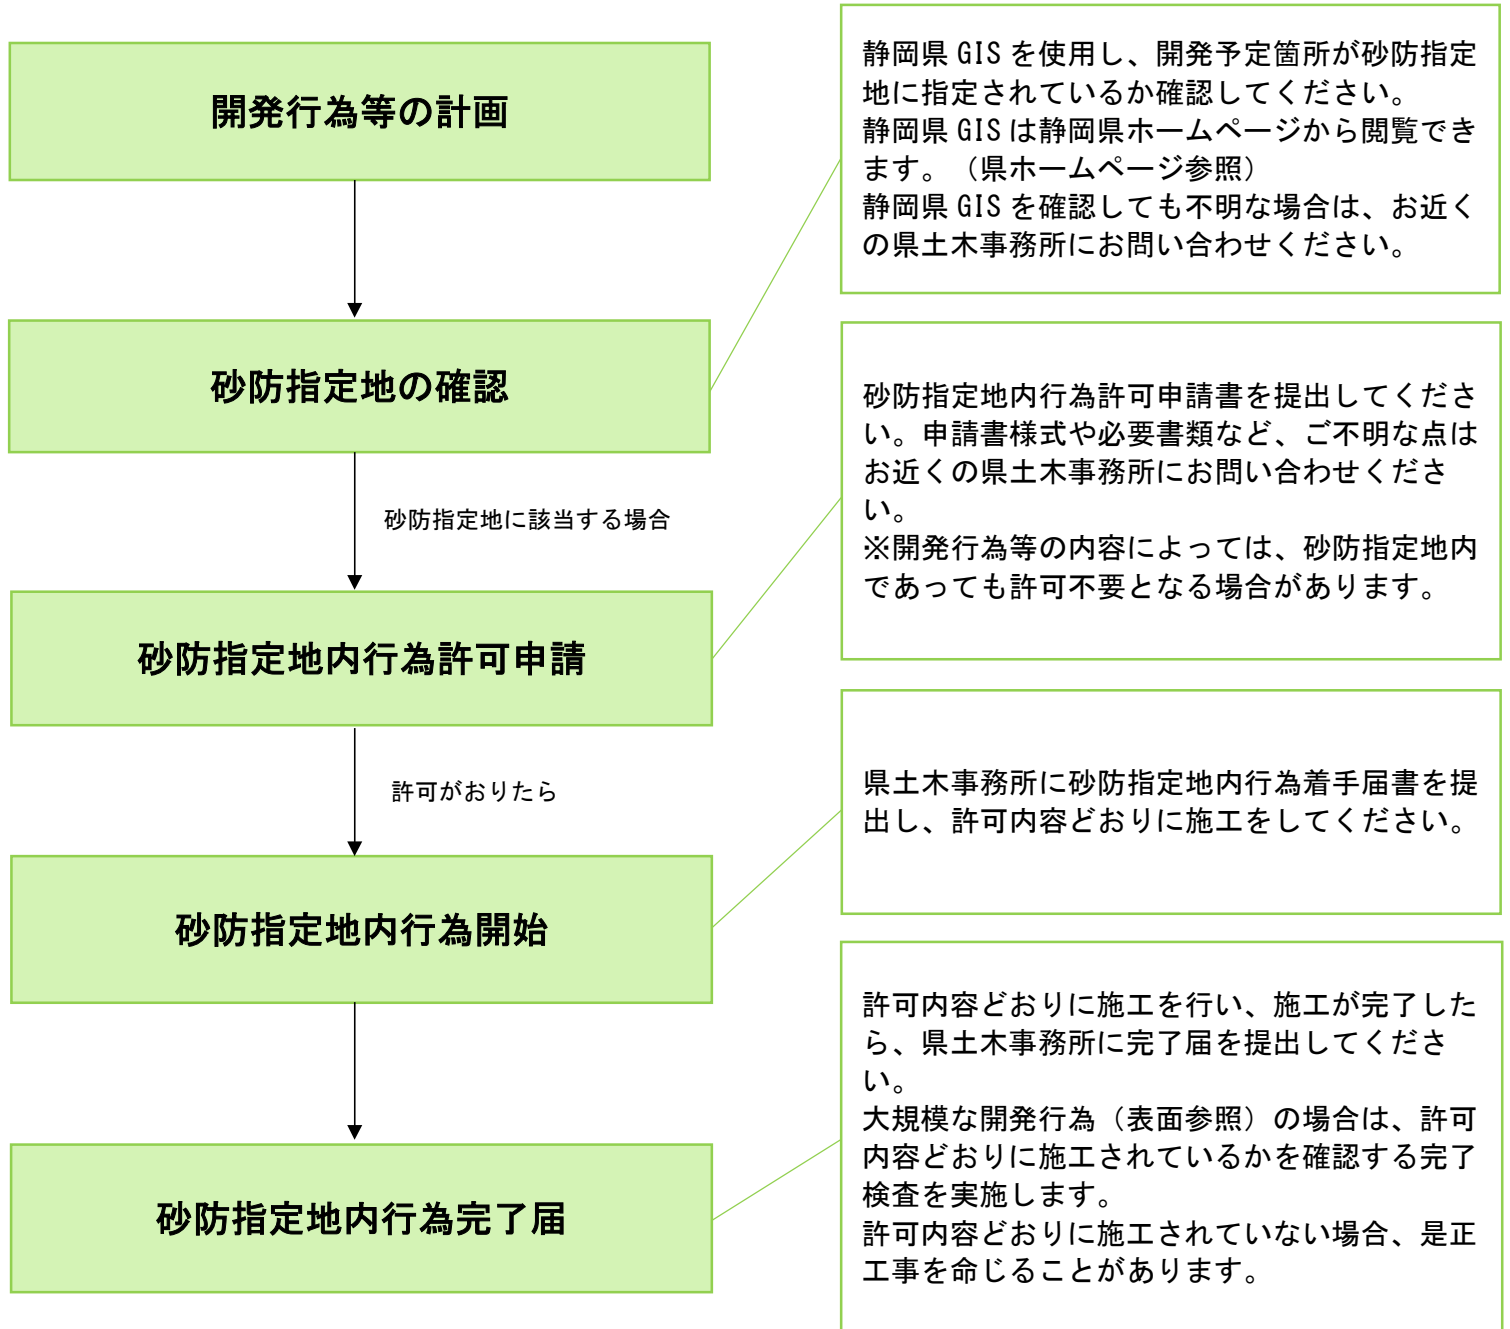 開発行為等の計画
静岡県 GIS を使用し、開発予定箇所が砂防指定
地に指定されているか確認してください。
静岡県 GIS は静岡県ホームページから閲覧でき
ます。（県ホームページ参照）
静岡県 GIS を確認しても不明な場合は、お近く
の県土木事務所にお問い合わせください。
砂防指定地の確認
砂防指定地に該当する場合
砂防指定地内行為許可申請書を提出してくださ
い。申請書様式や必要書類など、ご不明な点は
お近くの県土木事務所にお問い合わせくださ
い。
※開発行為等の内容によっては、砂防指定地内
であっても許可不要となる場合があります。
砂防指定地内行為許可申請
許可がおりたら
県土木事務所に砂防指定地内行為着手届書を提
出し、許可内容どおりに施工をしてください。
砂防指定地内行為開始
許可内容どおりに施工を行い、施工が完了した
ら、県土木事務所に完了届を提出してくださ
い。
大規模な開発行為（表面参照）の場合は、許可
内容どおりに施工されているかを確認する完了
検査を実施します。
許可内容どおりに施工されていない場合、是正
工事を命じることがあります。
砂防指定地内行為完了届